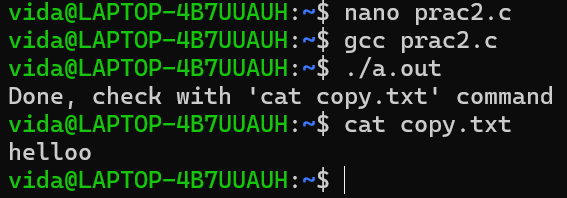 vida@LAPTOP-4B7UUAUH:~$ nano prac2.c
vida@LAPTOP-4B7UUAUH:~$ gcc prac2.c
vida@LAPTOP-4B7UUAUH:~$ ./a.out
Done, check with 'cat copy.txt' command
vida@LAPTOP-4B7UUAUH:~$ cat copy.txt
helloo
vida@LAPTOP-4B7UUAUH:~$